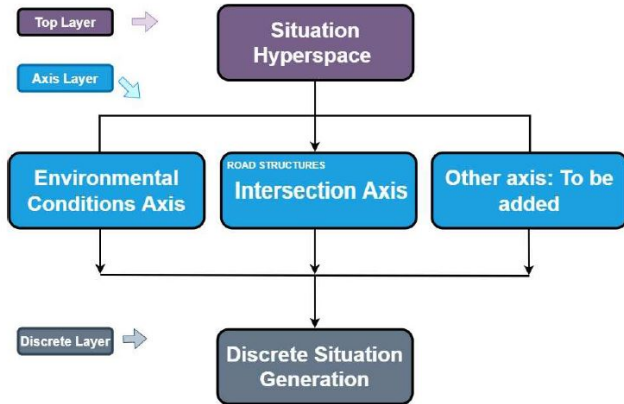 Top Layer
Situation
Hyperspace
Axis Layer
Environmental
Conditions Axis
ROAD STRUCTURES
Intersection Axis
Other axis: To be
added
Discrete Layer
Discrete Situation
Generation